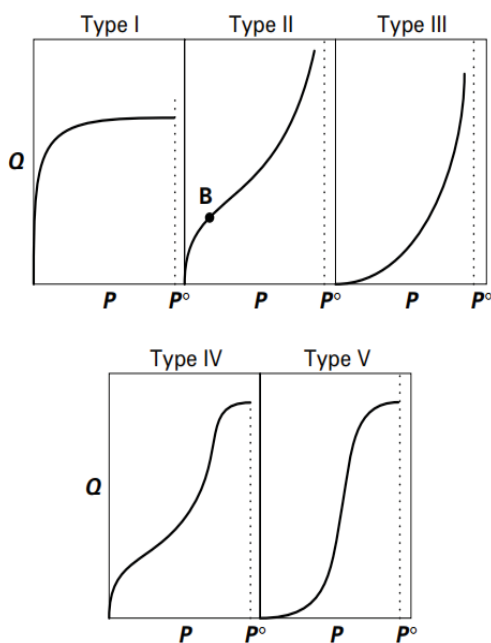 Type I Type II Type III
Q
B
P P° P P° P P°
Type IV Type V
Q
P P° P P°